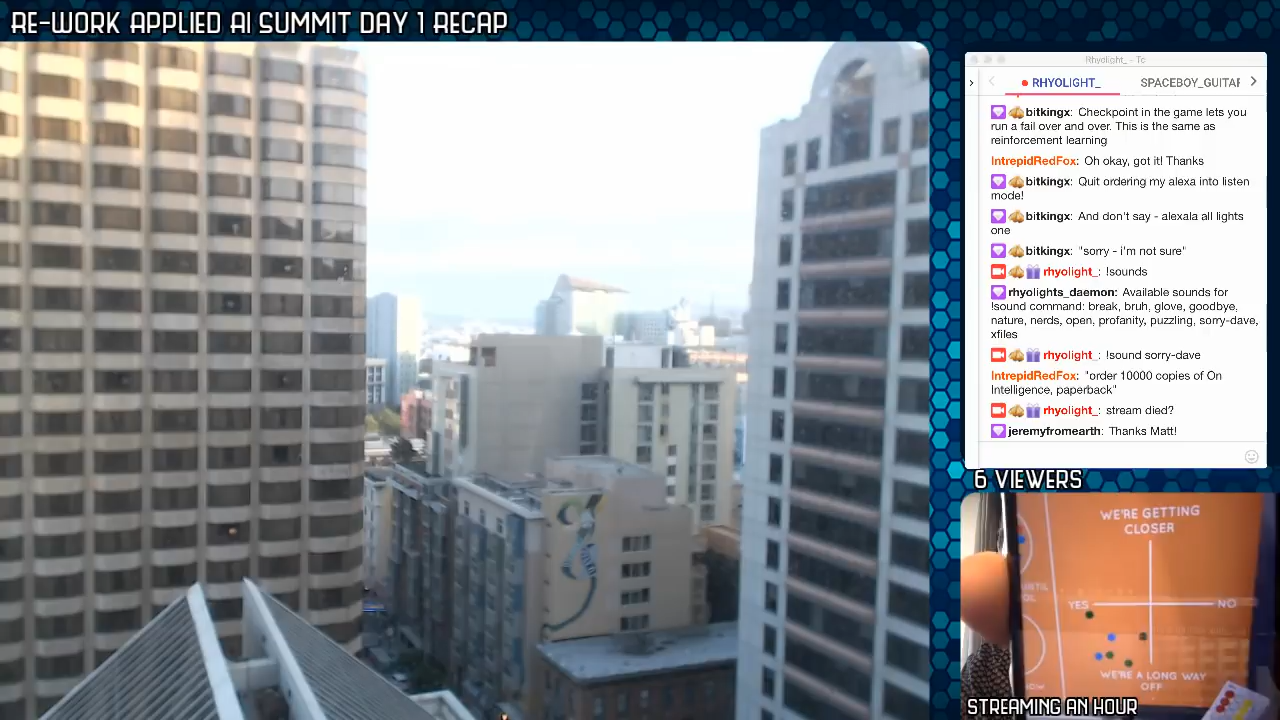 RE-WORK APPLIED AI SUMMIT DAY 1 RECAP
Rhyolight_ - Tc
RHYOLIGHT_ SPACEBOY_GUITAF
bitkingx: Checkpoint in the game lets you
run a fail over and over. This is the same as
reinforcement learning
IntrepidRedFox: Oh okay, got it! Thanks
bitkingx: Quit ordering my alexa into listen
mode!
bitkingx: And don't say - alexala all lights
one
bitkingx: "sorry - i'm not sure"
rhyolight_: !sounds
rhyolights_daemon: Available sounds for
!sound command: break, bruh, glove, goodbye,
nature, nerds, open, profanity, puzzling, sorry-dave,
xfiles
rhyolight_: !sound sorry-dave
IntrepidRedFox: "order 10000 copies of On
Intelligence, paperback"
rhyolight_: stream died?
jeremyfromearth: Thanks Matt!
6 VIEWERS
WE'RE GETTING
CLOSER
YES NO
WE'RE A LONG WAY
OFF
STREAMING AN HOUR